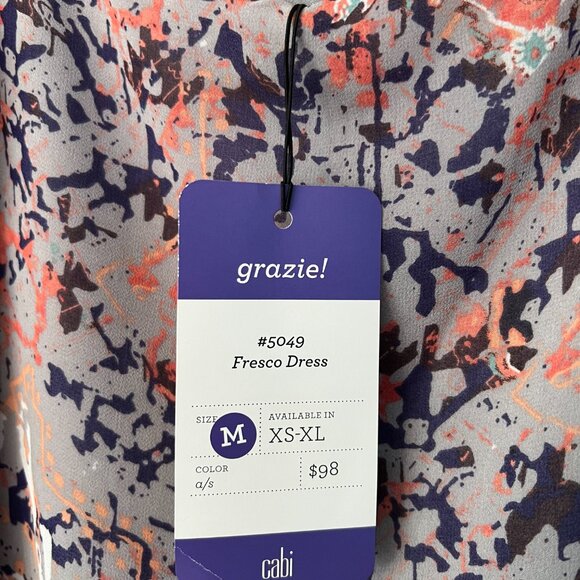 grazie!
#5049
Fresco Dress
SIZE M
AVAILABLE IN
XS-XL
COLOR
a/s
$98
cabi